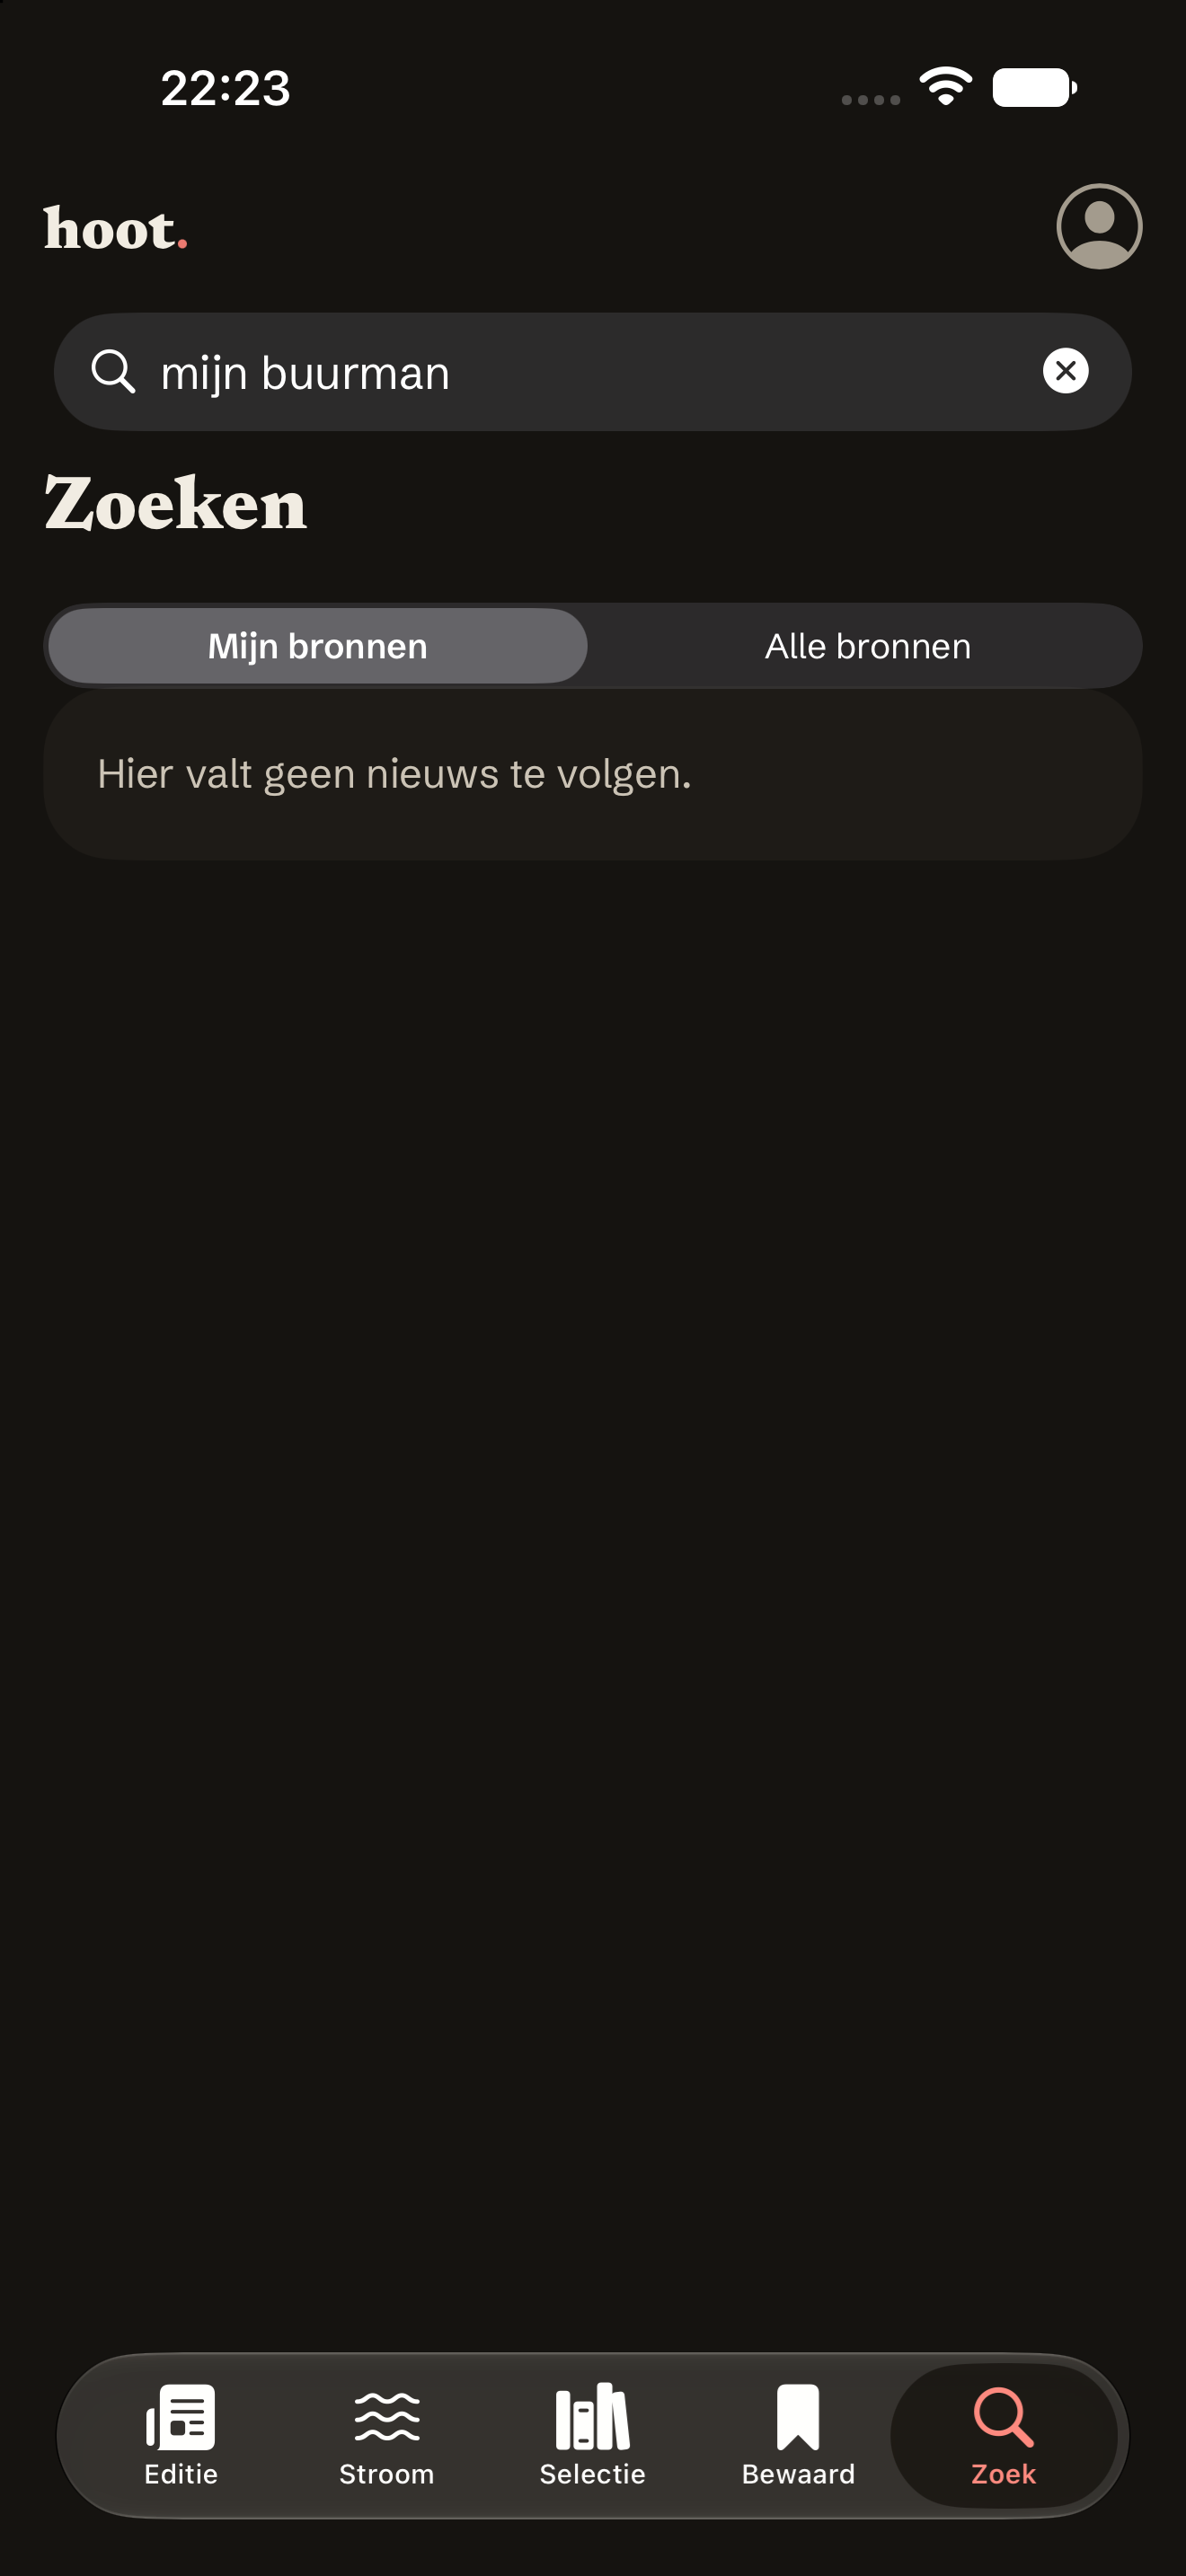 22:23
hoot.
mijn buurman
Zoeken
Mijn bronnen
Alle bronnen
Hier valt geen nieuws te volgen.
Editie
Stroom
Selectie
Bewaard
Zoek